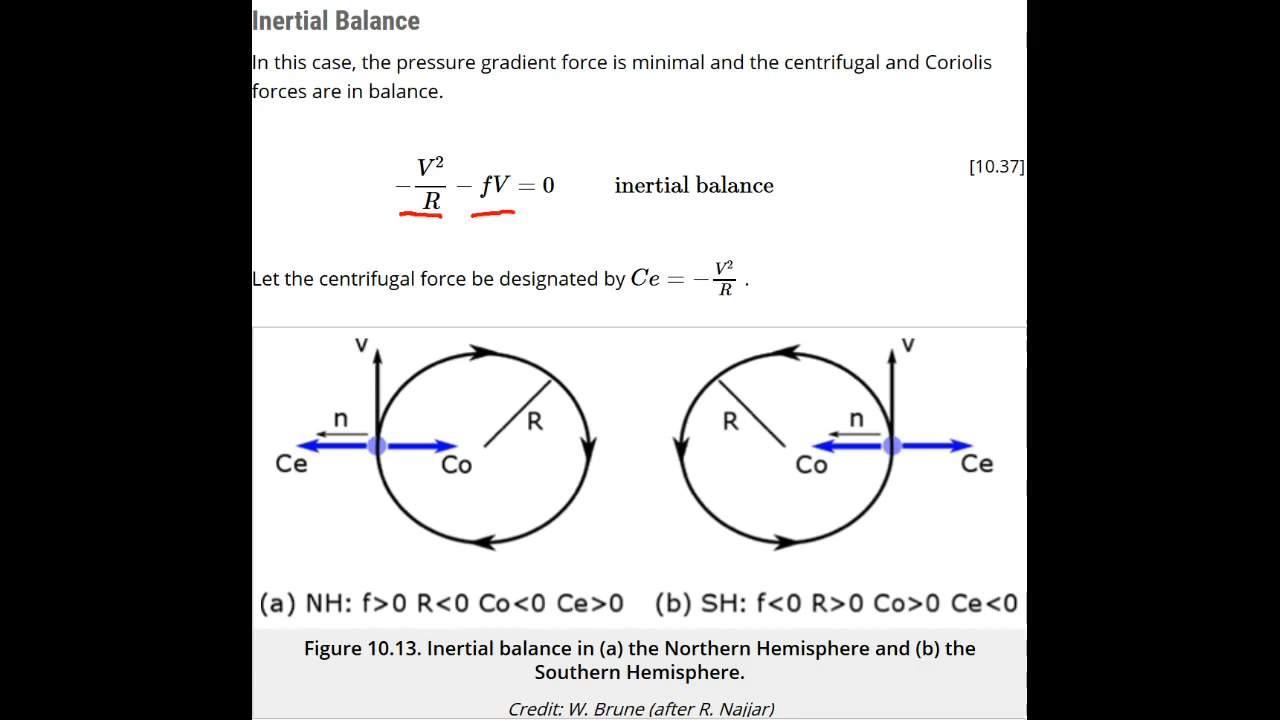 Inertial Balance
In this case, the pressure gradient force is minimal and the centrifugal and Coriolis
forces are in balance.
−V²/R − fV = 0 inertial balance [10.37]
Let the centrifugal force be designated by Ce = −V²/R .
V n R Ce Co
V n R Co Ce
(a) NH: f>0 R<0 Co<0 Ce>0 (b) SH: f<0 R>0 Co>0 Ce<0
Figure 10.13. Inertial balance in (a) the Northern Hemisphere and (b) the
Southern Hemisphere.
Credit: W. Brune (after R. Najjar)